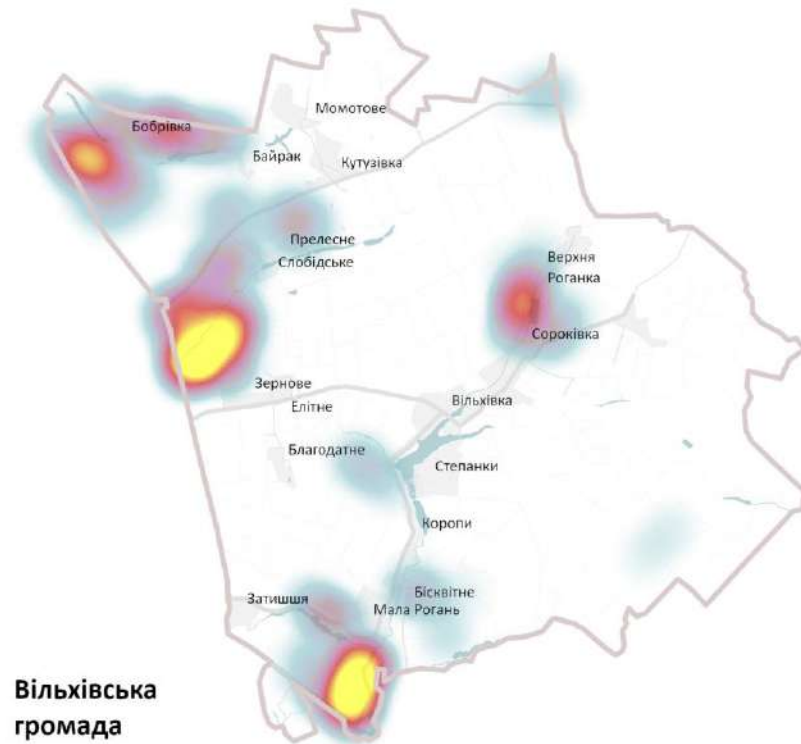 Момотове
Бобрівка
Байрак
Кутузівка
Прелесне
Слобідське
Верхня
Роганка
Сороківка
Зернове
Елітне
Вільхівка
Благодатне
Степанки
Коропи
Бісквітне
Затишшя
Мала Рогань
Вільхівська
громада